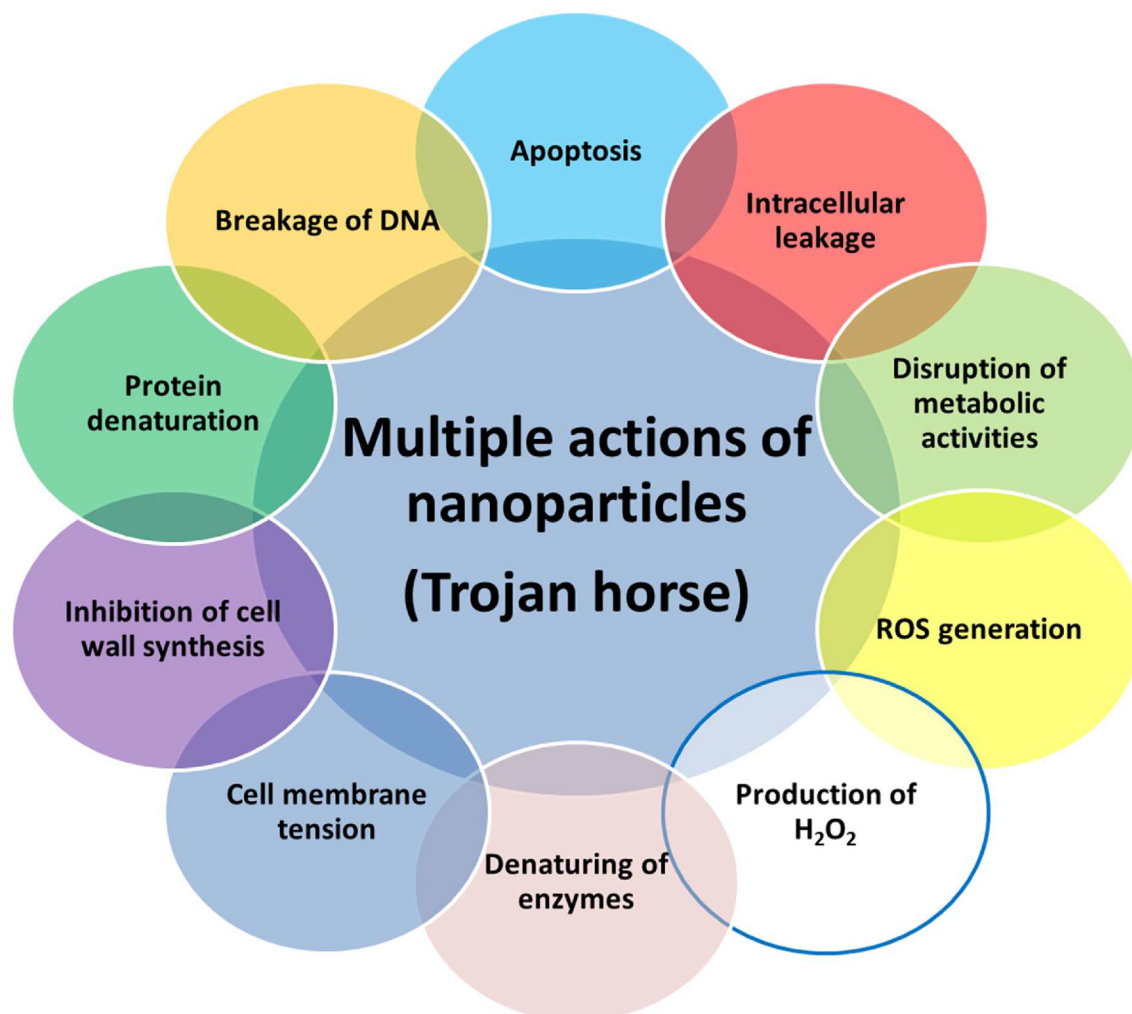 Apoptosis
Intracellular
leakage
Disruption of
metabolic
activities
ROS generation
Production of
H₂O₂
Denaturing of
enzymes
Cell membrane
tension
Inhibition of cell
wall synthesis
Protein
denaturation
Breakage of DNA
Multiple actions of
nanoparticles
(Trojan horse)